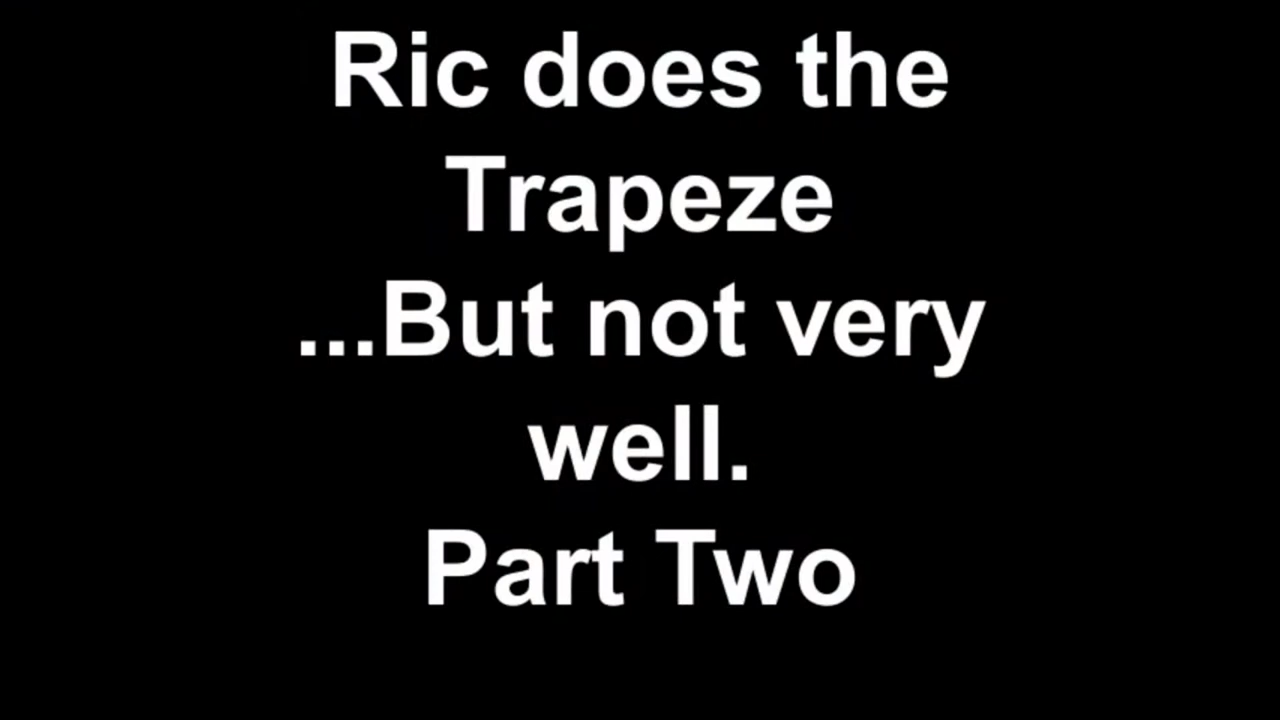 Ric does the
Trapeze
...But not very
well.
Part Two